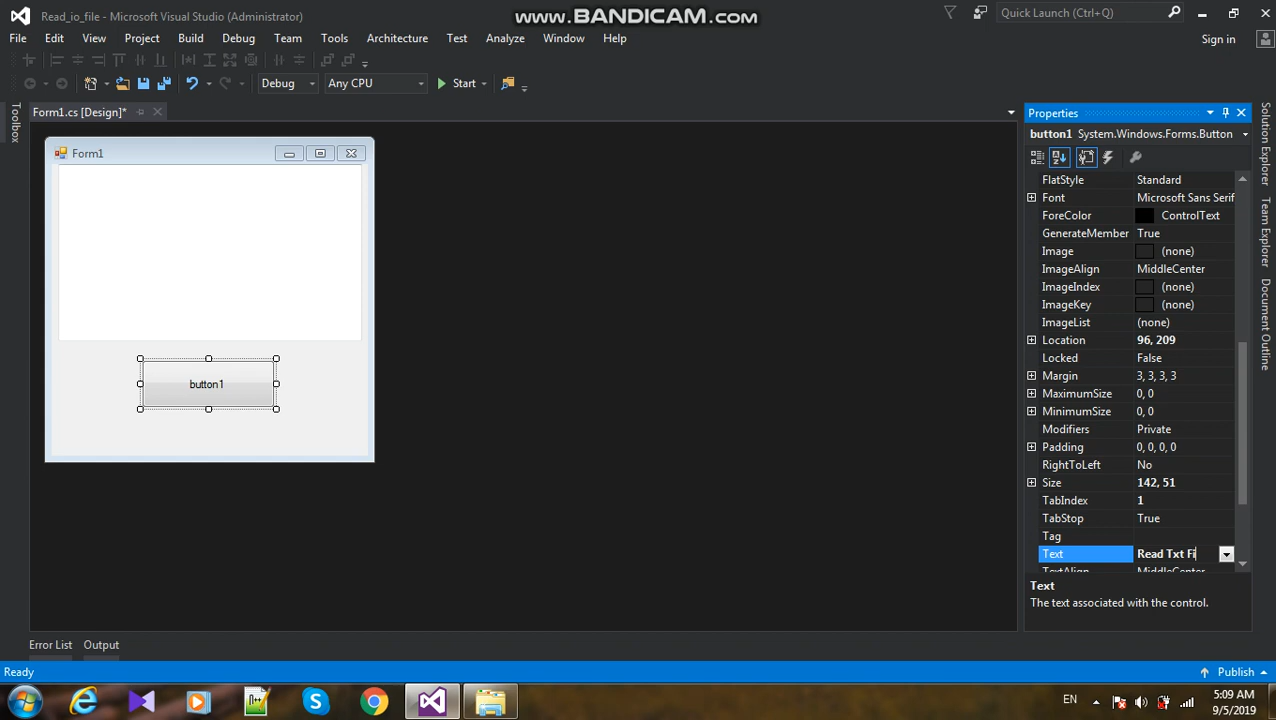 Read_io_file - Microsoft Visual Studio (Administrator)
www.BANDICAM.com
Quick Launch (Ctrl+Q)
File Edit View Project Build Debug Team Tools Architecture Test Analyze Window Help
Sign in
Debug Any CPU Start
Toolbox
Form1.cs [Design]*
Form1
button1
Properties
button1 System.Windows.Forms.Button
FlatStyle Standard
Font Microsoft Sans Serif
ForeColor ControlText
GenerateMember True
Image (none)
ImageAlign MiddleCenter
ImageIndex (none)
ImageKey (none)
ImageList (none)
Location 96, 209
Locked False
Margin 3, 3, 3, 3
MaximumSize 0, 0
MinimumSize 0, 0
Modifiers Private
Padding 0, 0, 0, 0
RightToLeft No
Size 142, 51
TabIndex 1
TabStop True
Tag
Text Read Txt Fi
TextAlign MiddleCenter
Text
The text associated with the control.
Solution Explorer
Team Explorer
Document Outline
Error List Output
Ready
Publish
EN
5:09 AM
9/5/2019